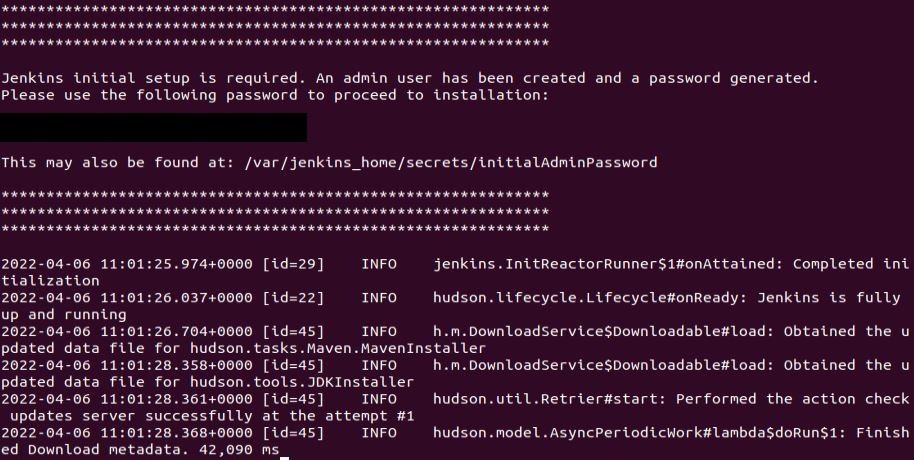 *************************************************************
*************************************************************
*************************************************************
Jenkins initial setup is required. An admin user has been created and a password generated.
Please use the following password to proceed to installation:
This may also be found at: /var/jenkins_home/secrets/initialAdminPassword
*************************************************************
*************************************************************
*************************************************************
2022-04-06 11:01:25.974+0000 [id=29]    INFO    jenkins.InitReactorRunner$1#onAttained: Completed ini
tialization
2022-04-06 11:01:26.037+0000 [id=22]    INFO    hudson.lifecycle.Lifecycle#onReady: Jenkins is fully
up and running
2022-04-06 11:01:26.704+0000 [id=45]    INFO    h.m.DownloadService$Downloadable#load: Obtained the u
pdated data file for hudson.tasks.Maven.MavenInstaller
2022-04-06 11:01:28.358+0000 [id=45]    INFO    h.m.DownloadService$Downloadable#load: Obtained the u
pdated data file for hudson.tools.JDKInstaller
2022-04-06 11:01:28.361+0000 [id=45]    INFO    hudson.util.Retrier#start: Performed the action check
 updates server successfully at the attempt #1
2022-04-06 11:01:28.368+0000 [id=45]    INFO    hudson.model.AsyncPeriodicWork#lambda$doRun$1: Finish
ed Download metadata. 42,090 ms